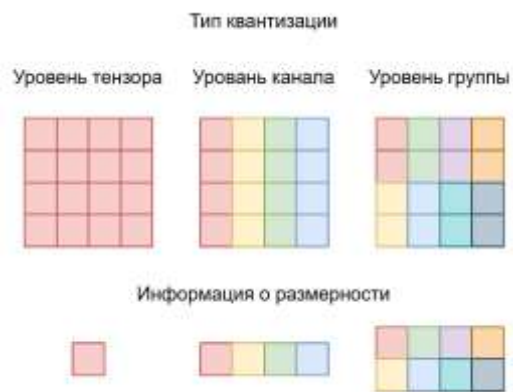 Тип квантизации
Уровень тензора
Уровань канала
Уровень группы
Информация о размерности